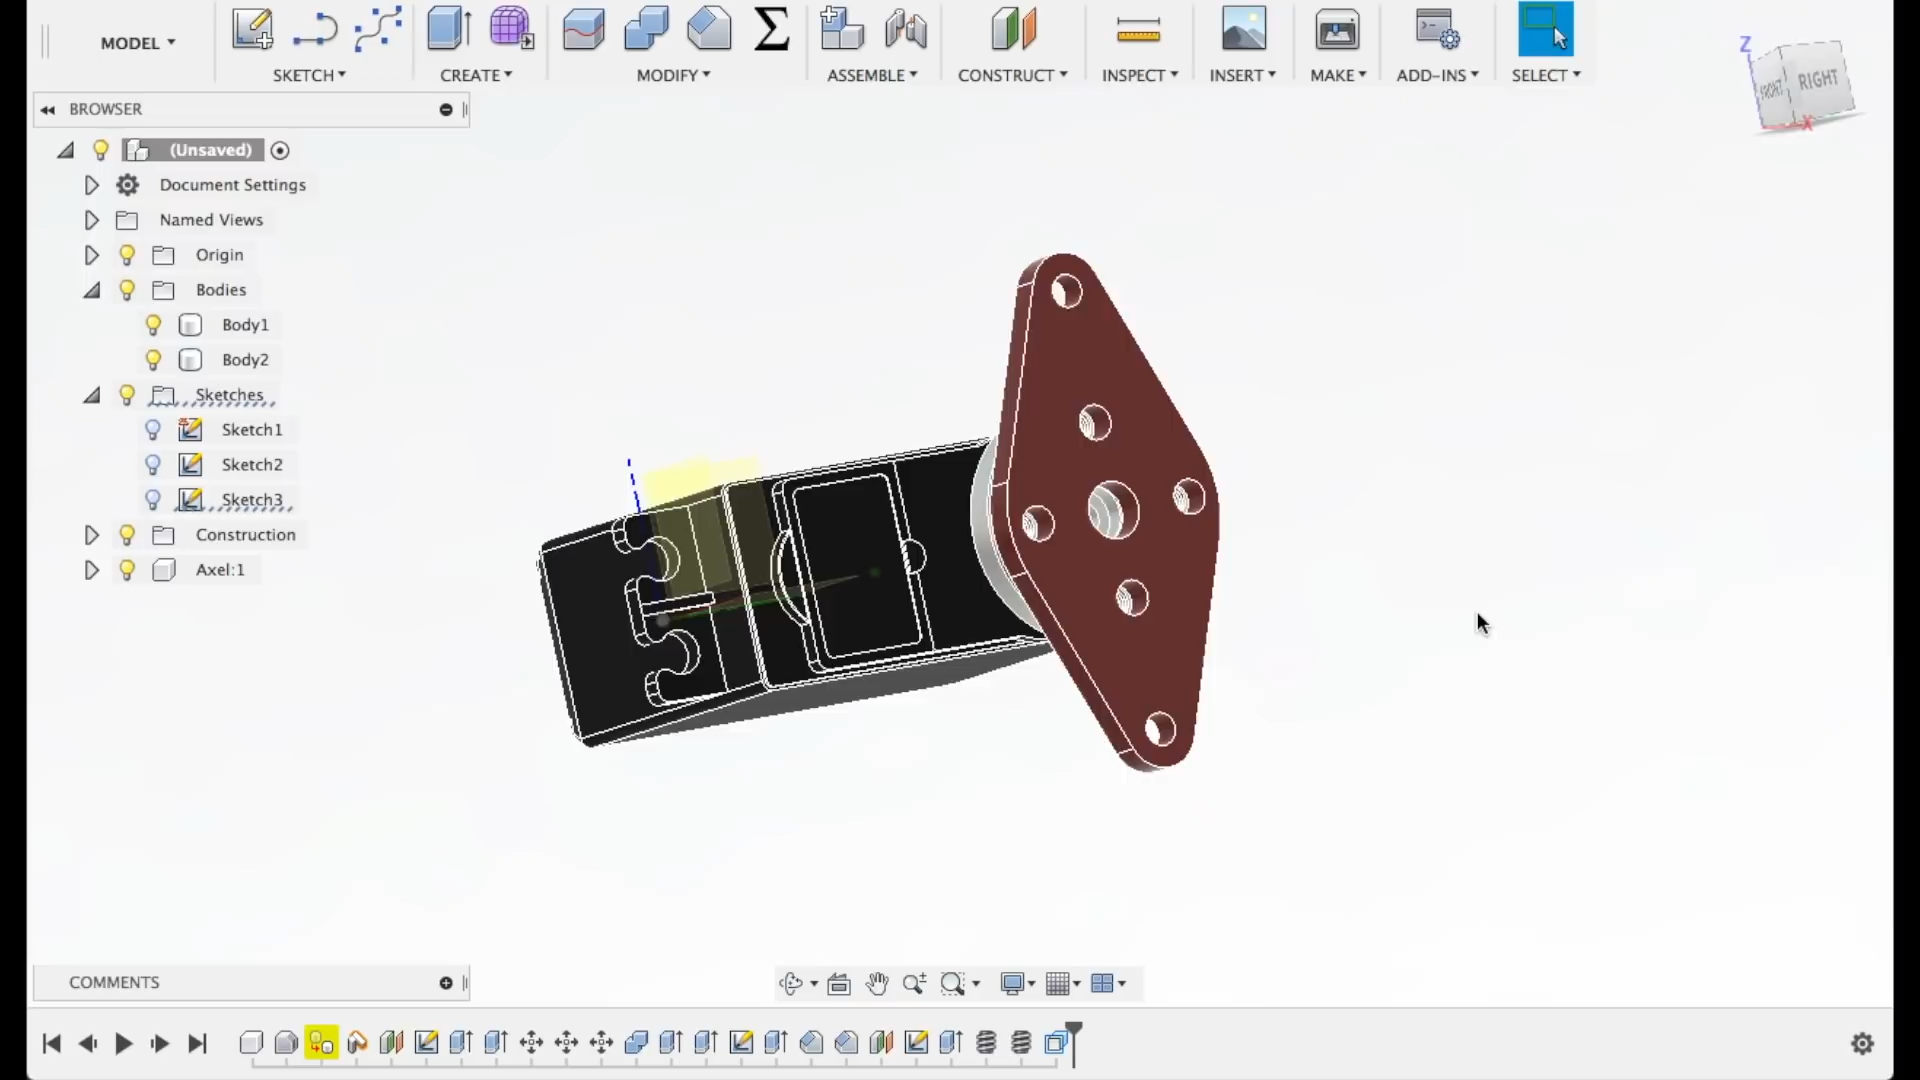 MODEL
SKETCH
CREATE
MODIFY
ASSEMBLE
CONSTRUCT
INSPECT
INSERT
MAKE
ADD-INS
SELECT
Z
FRONT
RIGHT
X
BROWSER
(Unsaved)
Document Settings
Named Views
Origin
Bodies
Body1
Body2
Sketches
Sketch1
Sketch2
Sketch3
Construction
Axel:1
COMMENTS